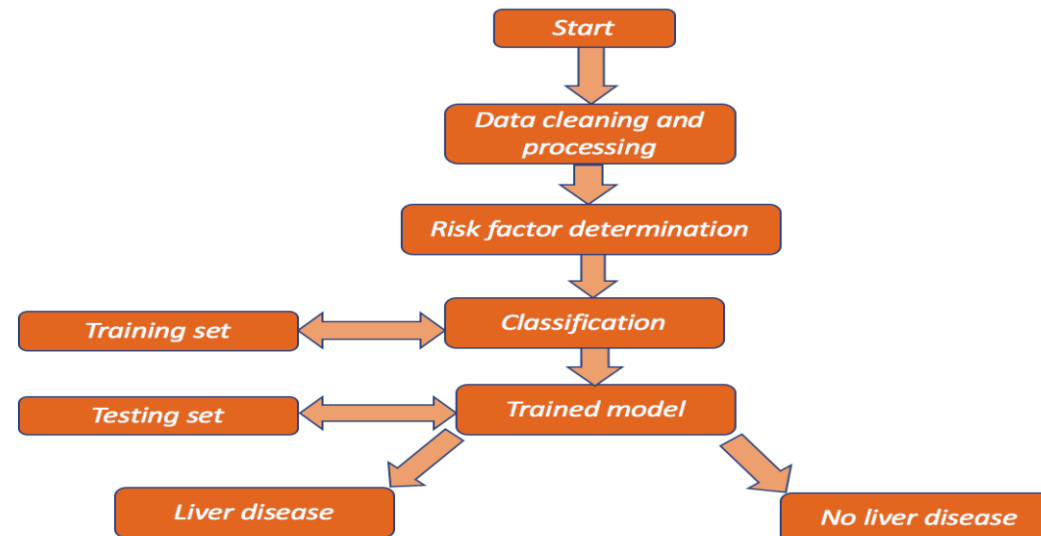 Start
Data cleaning and
processing
Risk factor determination
Classification
Training set
Trained model
Testing set
Liver disease
No liver disease